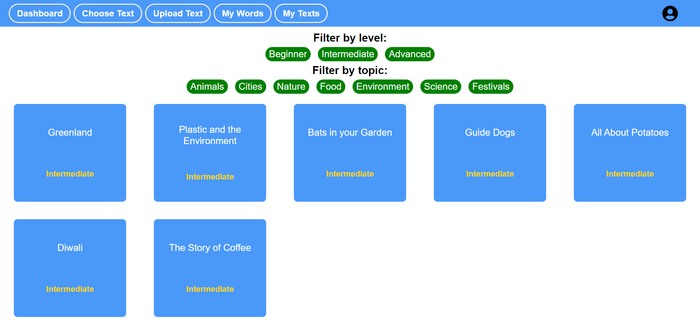 Dashboard Choose Text Upload Text My Words My Texts
Filter by level:
Beginner Intermediate Advanced
Filter by topic:
Animals Cities Nature Food Environment Science Festivals
Greenland
Intermediate
Plastic and the
Environment
Intermediate
Bats in your Garden
Intermediate
Guide Dogs
Intermediate
All About Potatoes
Intermediate
Diwali
Intermediate
The Story of Coffee
Intermediate